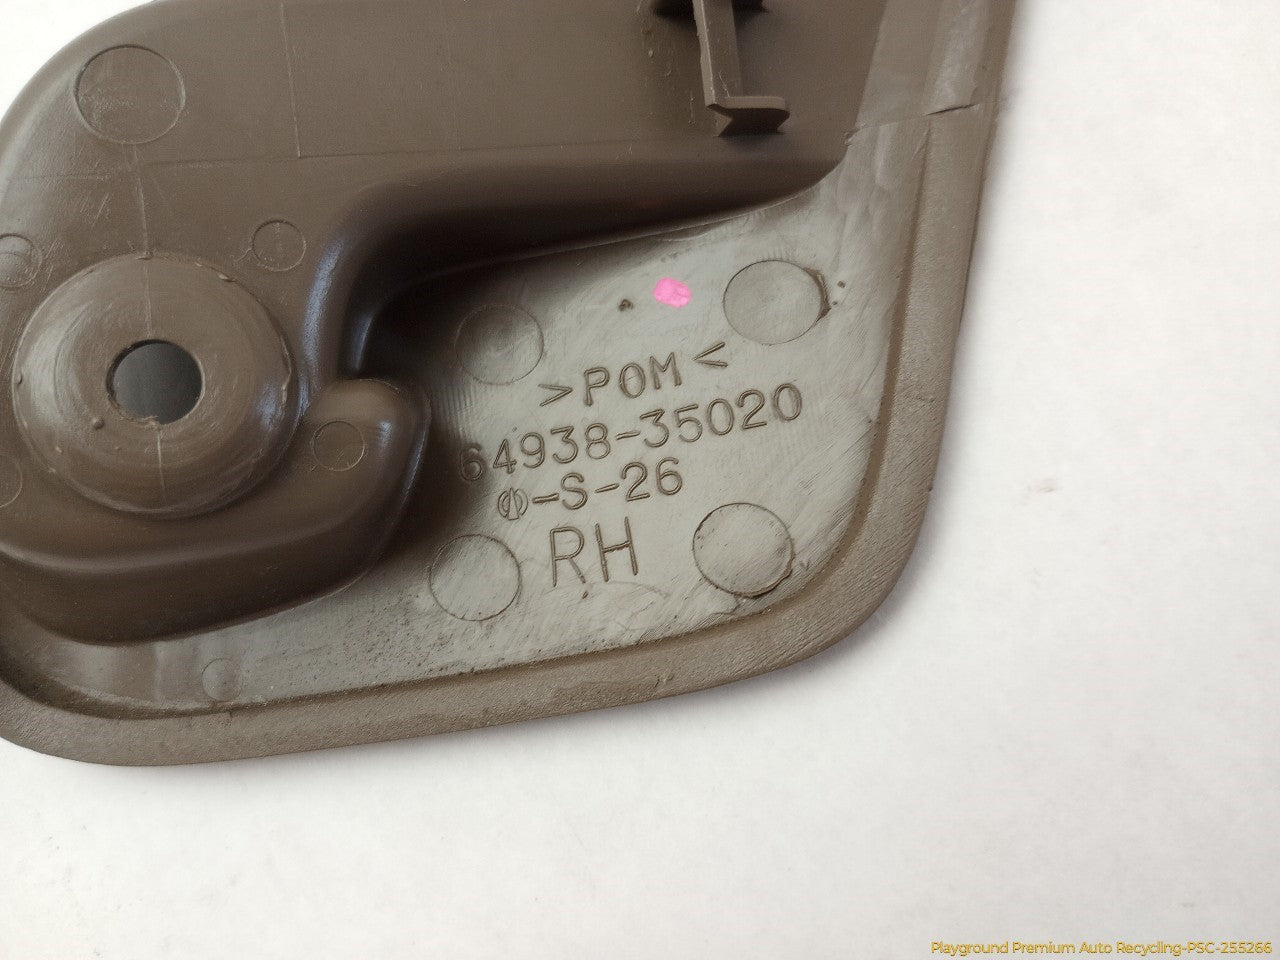 >POM<
64938-35020
-S-26
RH
Playground Premium Auto Recycling-PSC-255266